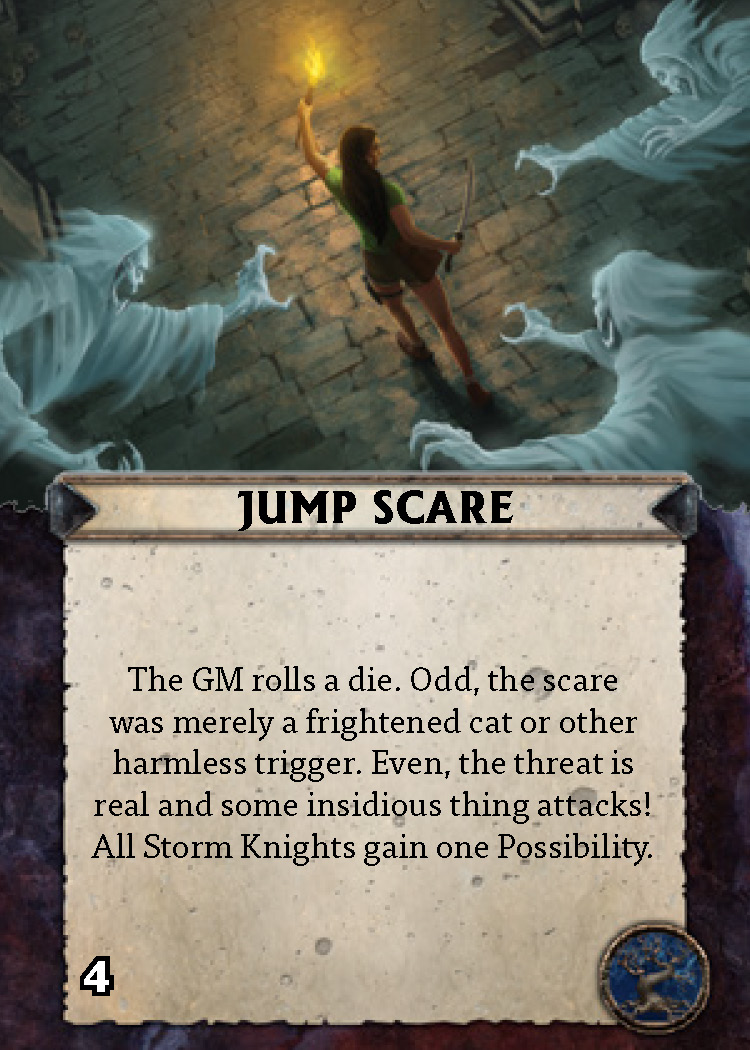 JUMP SCARE
The GM rolls a die. Odd, the scare
was merely a frightened cat or other
harmless trigger. Even, the threat is
real and some insidious thing attacks!
All Storm Knights gain one Possibility.
4